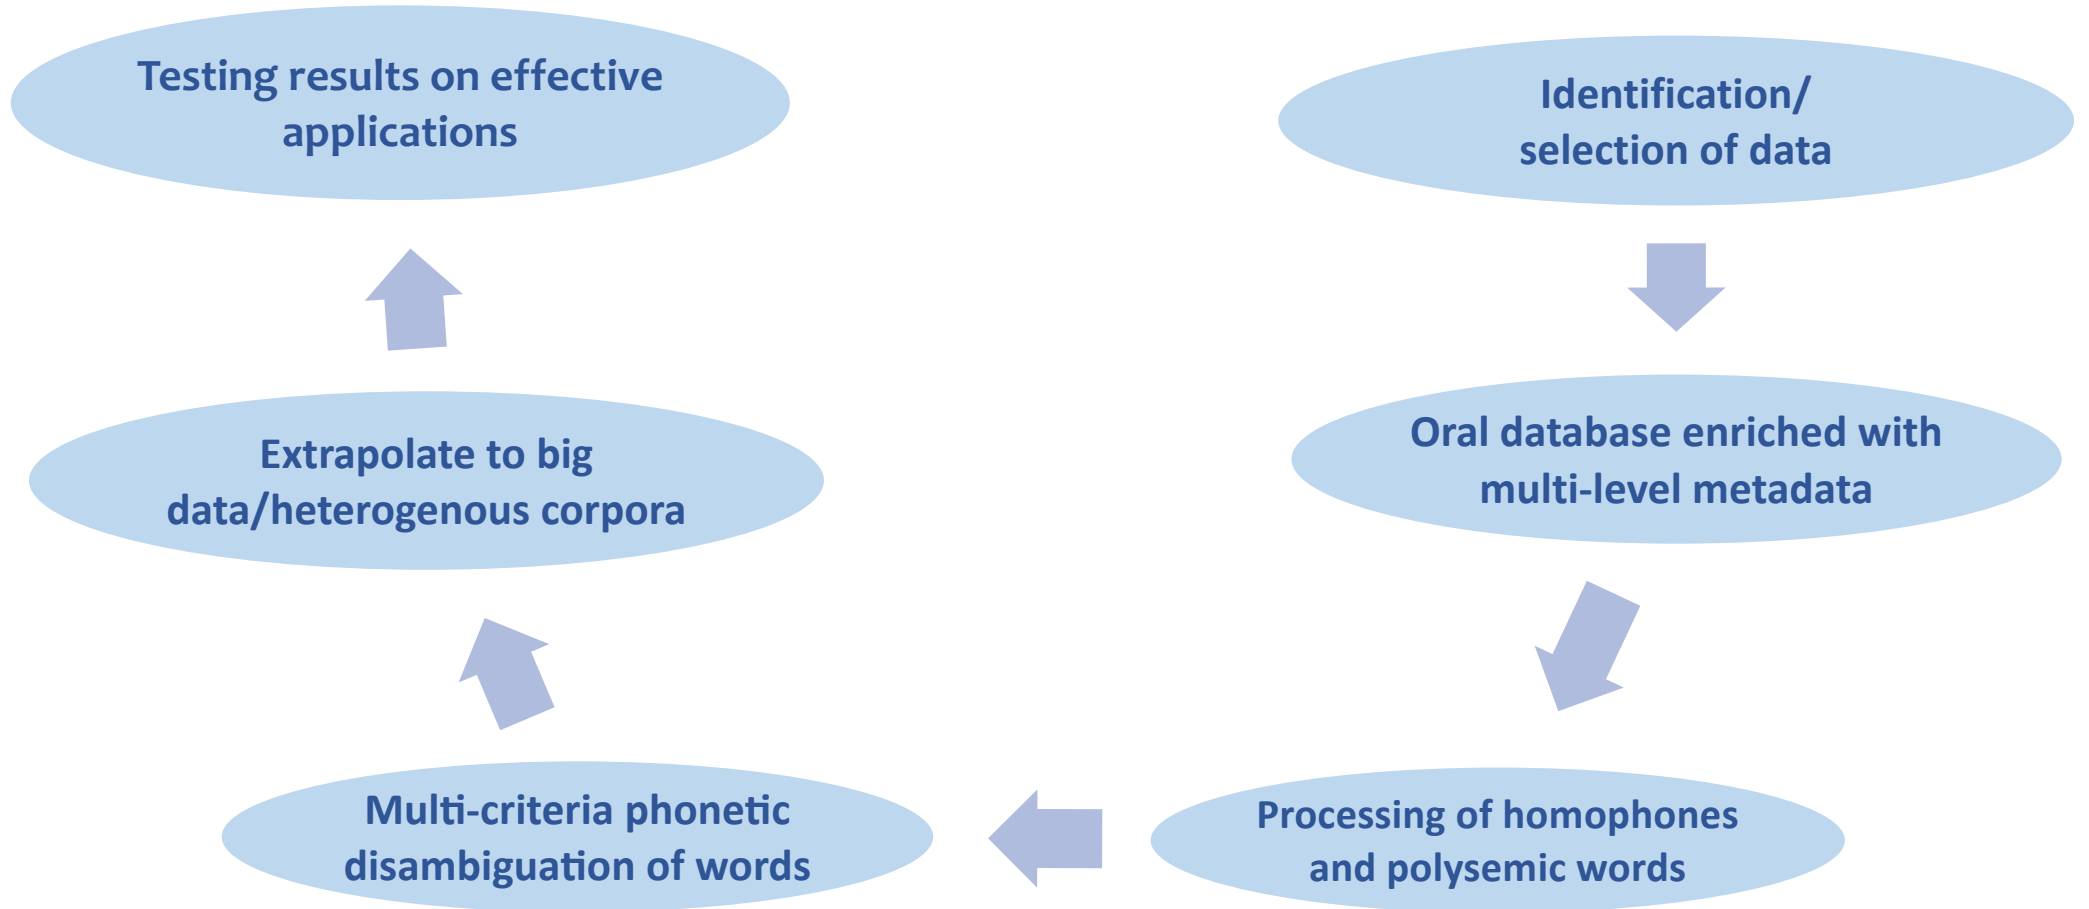 Testing results on effective
applications
Identification/
selection of data
Extrapolate to big
data/heterogenous corpora
Oral database enriched with
multi-level metadata
Multi-criteria phonetic
disambiguation of words
Processing of homophones
and polysemic words